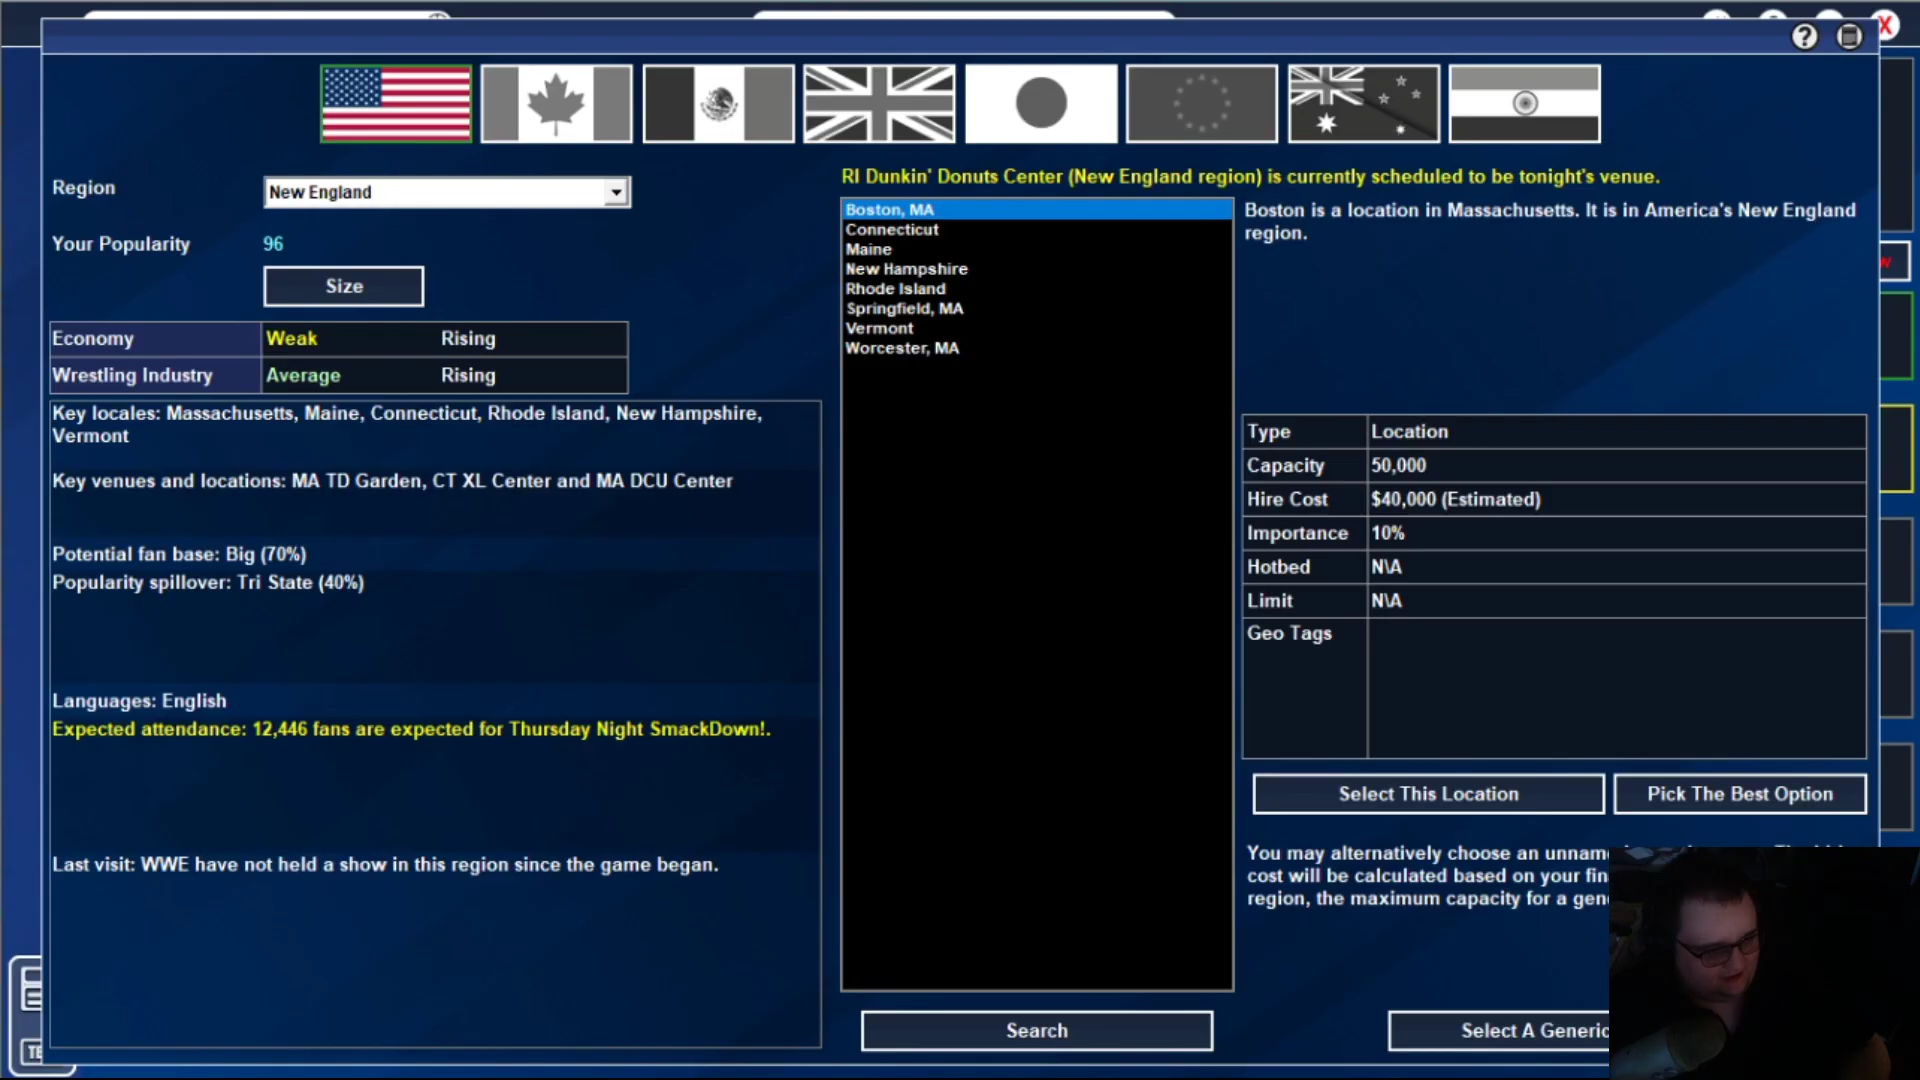 X
?
Region
New England
Your Popularity
96
Size
Economy
Weak
Rising
Wrestling Industry
Average
Rising
Key locales: Massachusetts, Maine, Connecticut, Rhode Island, New Hampshire,
Vermont
Key venues and locations: MA TD Garden, CT XL Center and MA DCU Center
Potential fan base: Big (70%)
Popularity spillover: Tri State (40%)
Languages: English
Expected attendance: 12,446 fans are expected for Thursday Night SmackDown!.
Last visit: WWE have not held a show in this region since the game began.
RI Dunkin' Donuts Center (New England region) is currently scheduled to be tonight's venue.
Boston, MA
Connecticut
Maine
New Hampshire
Rhode Island
Springfield, MA
Vermont
Worcester, MA
Search
Boston is a location in Massachusetts. It is in America's New England
region.
Type
Location
Capacity
50,000
Hire Cost
$40,000 (Estimated)
Importance
10%
Hotbed
N\A
Limit
N\A
Geo Tags
Select This Location
Pick The Best Option
You may alternatively choose an
cost will be calculated based on your
region, the maximum capacity for a
Select A Generic